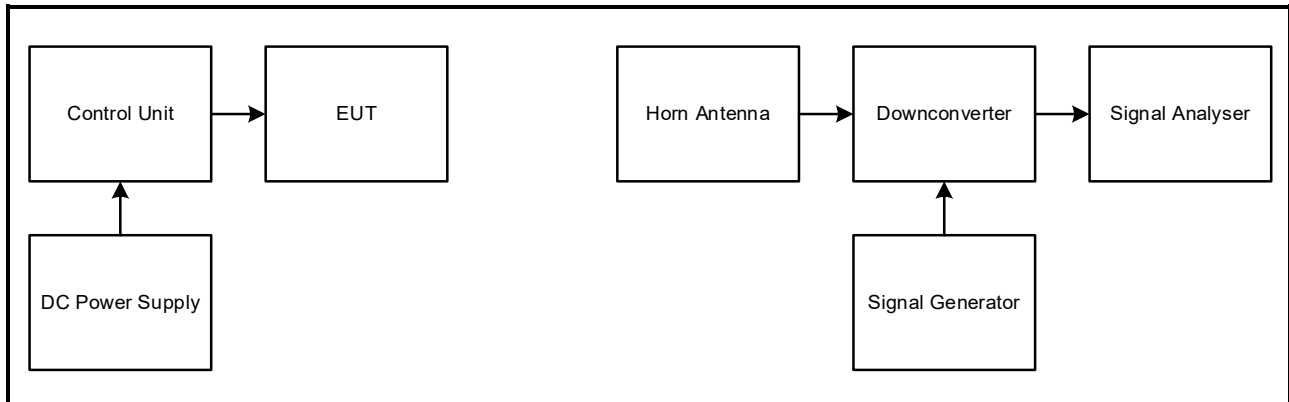 Control Unit
EUT
Horn Antenna
Downconverter
Signal Analyser
DC Power Supply
Signal Generator